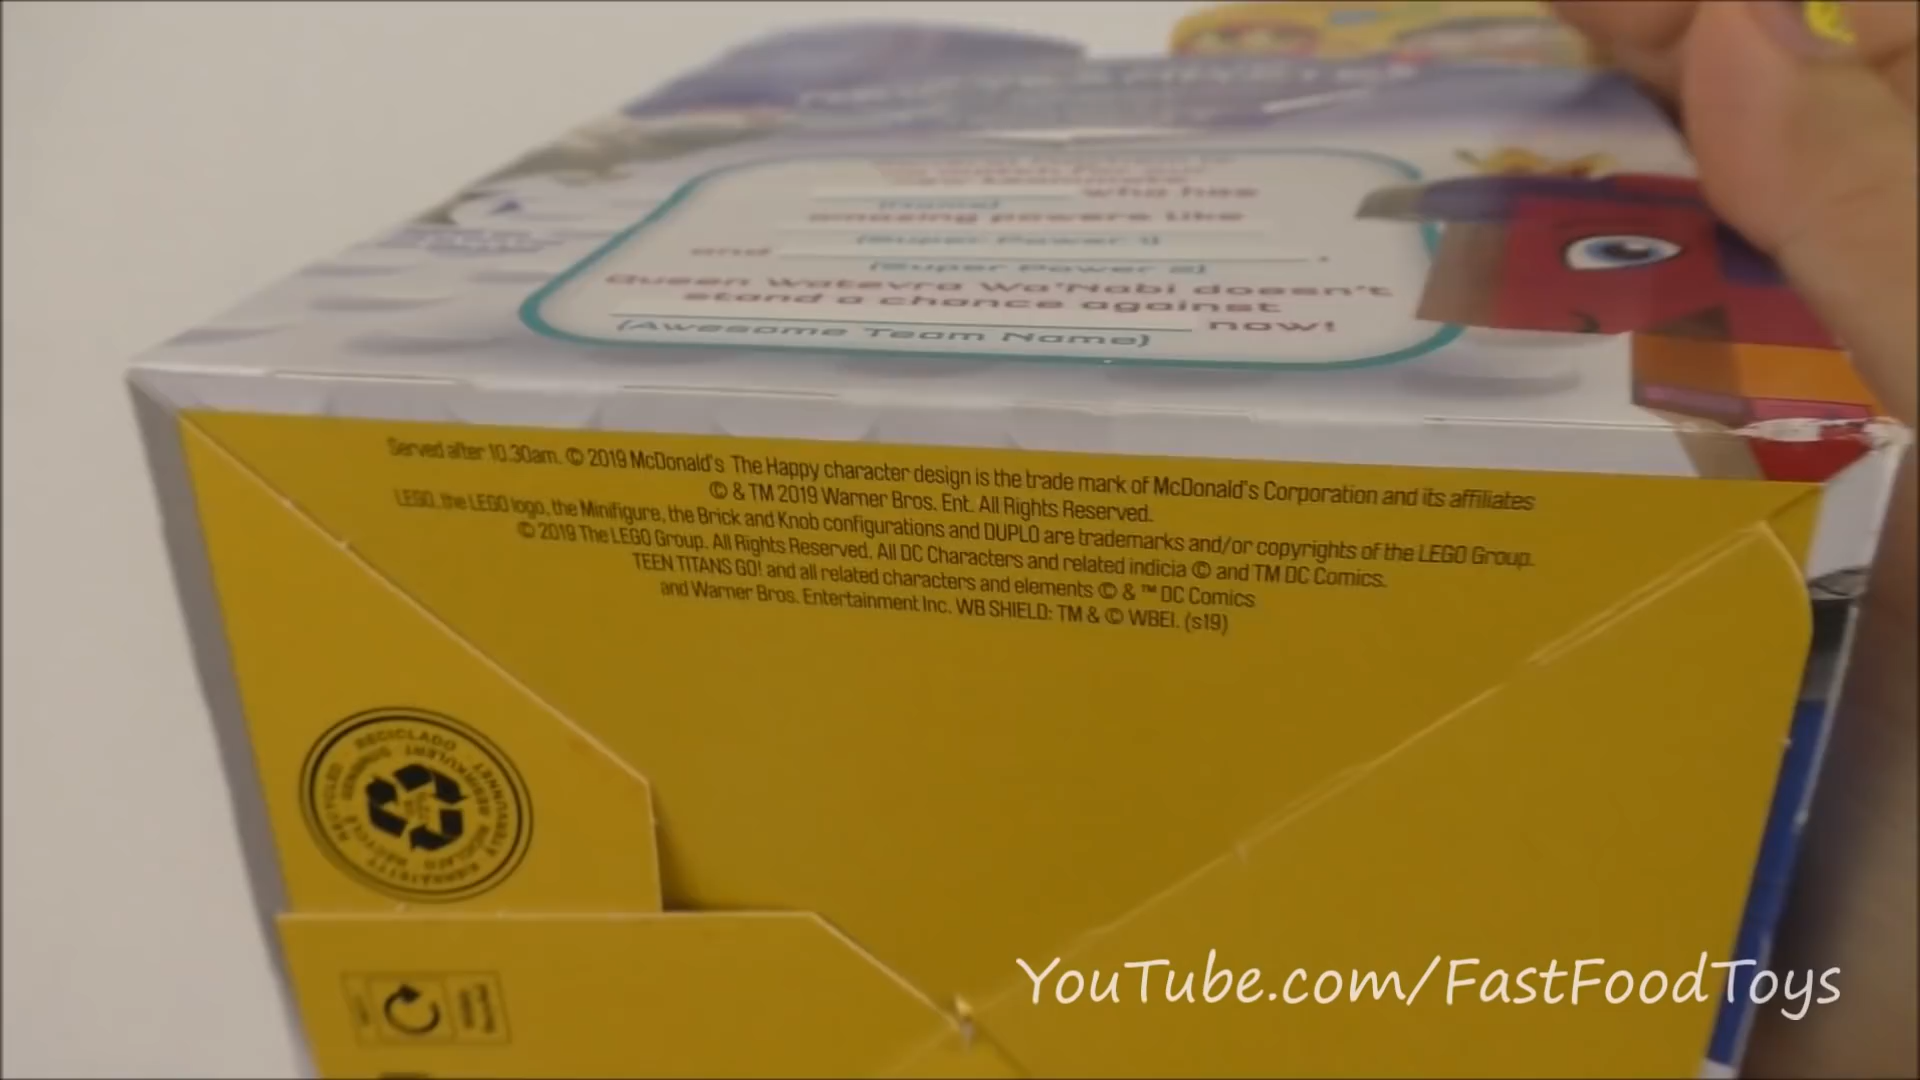 who has
(Name)
amazing powers like
(Super Power 1)
and .
(Super Power 2)
Queen Watevra Wa'Nabi doesn't
stand a chance against
now!
(Awesome Team Name)
Served after 10.30am. © 2019 McDonald's The Happy character design is the trade mark of McDonald's Corporation and its affiliates
© & TM 2019 Warner Bros. Ent. All Rights Reserved.
LEGO, the LEGO logo, the Minifigure, the Brick and Knob configurations and DUPLO are trademarks and/or copyrights of the LEGO Group.
© 2019 The LEGO Group. All Rights Reserved. All DC Characters and related indicia © and TM DC Comics.
TEEN TITANS GO! and all related characters and elements © & ™ DC Comics
and Warner Bros. Entertainment Inc. WB SHIELD: TM & © WBEI. (s19)
RECICLADO
YouTube.com/FastFoodToys